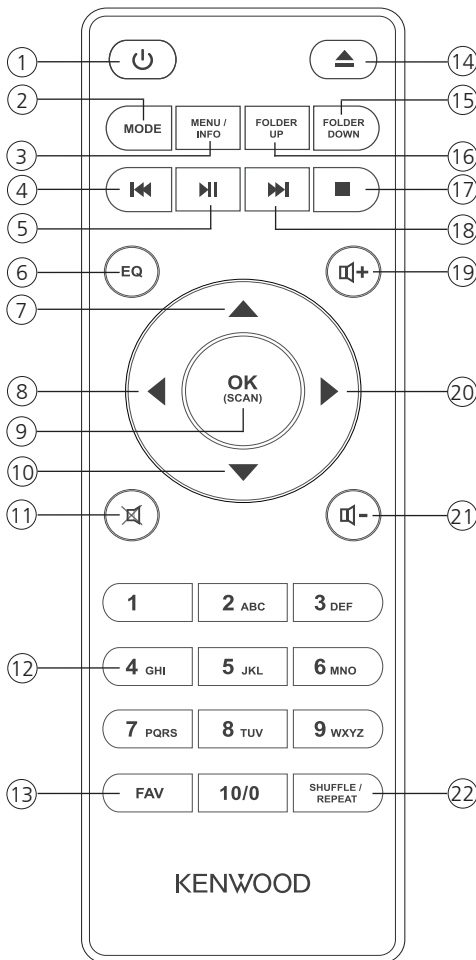 1
14
2
15
MODE
MENU /
INFO
FOLDER
UP
FOLDER
DOWN
3
16
4
17
5
18
6
EQ
+
19
7
8
OK
(SCAN)
20
9
10
11
-
21
1
2 ABC
3 DEF
12
4 GHI
5 JKL
6 MNO
7 PQRS
8 TUV
9 WXYZ
13
FAV
10/0
SHUFFLE /
REPEAT
22
KENWOOD